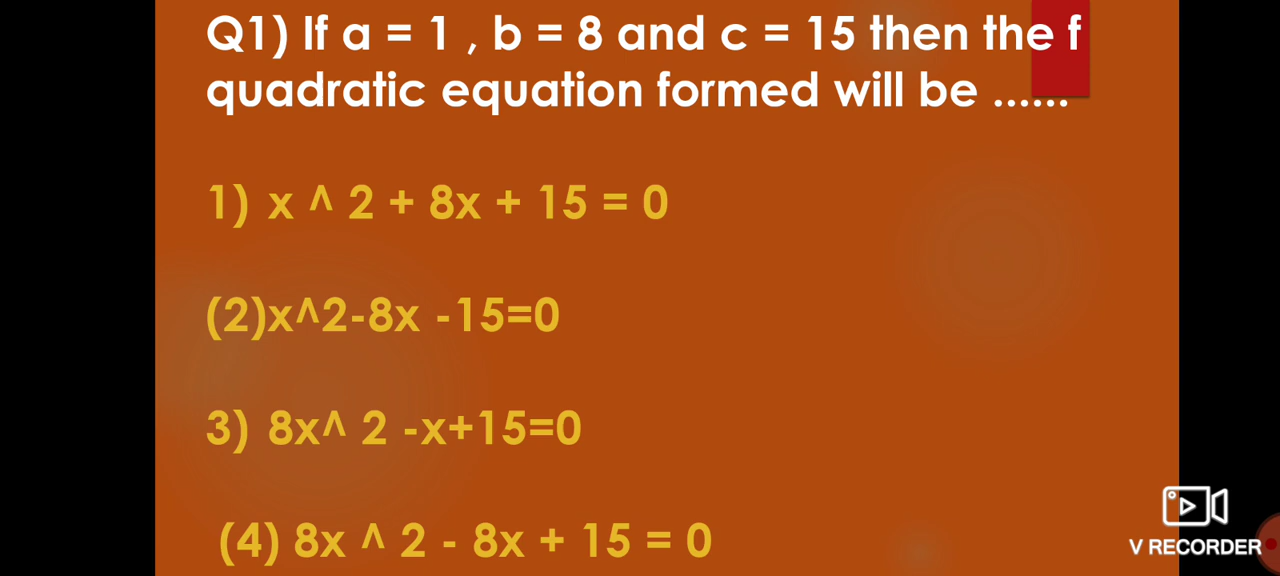 Q1) If a = 1 , b = 8 and c = 15 then the f
quadratic equation formed will be ......
1) x ^ 2 + 8x + 15 = 0
(2)x^2-8x -15=0
3) 8x^ 2 -x+15=0
(4) 8x ^ 2 - 8x + 15 = 0
V RECORDER